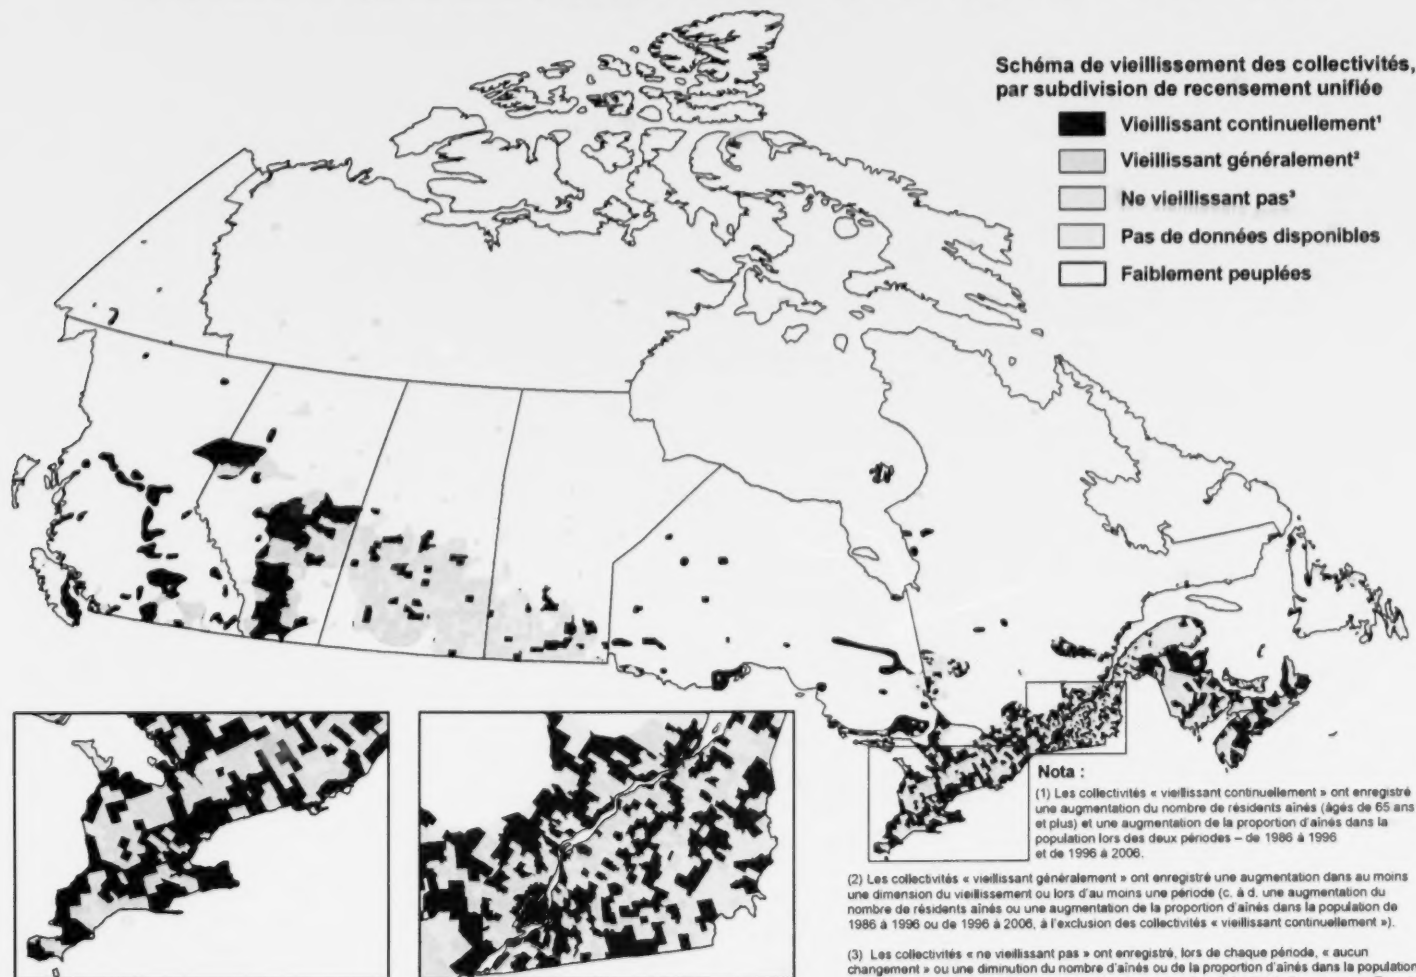 Schéma de vieillissement des collectivités,
par subdivision de recensement unifiée
Vieillissant continuellement¹
Vieillissant généralement²
Ne vieillissant pas³
Pas de données disponibles
Faiblement peuplées
Nota :
(1) Les collectivités « vieillissant continuellement » ont enregistré
une augmentation du nombre de résidents aînés (âgés de 65 ans
et plus) et une augmentation de la proportion d'aînés dans la
population lors des deux périodes – de 1986 à 1996
et de 1996 à 2006.
(2) Les collectivités « vieillissant généralement » ont enregistré une augmentation dans au moins
une dimension du vieillissement ou lors d'au moins une période (c. à d. une augmentation du
nombre de résidents aînés ou une augmentation de la proportion d'aînés dans la population de
1986 à 1996 ou de 1996 à 2006, à l'exclusion des collectivités « vieillissant continuellement »).
(3) Les collectivités « ne vieillissant pas » ont enregistré, lors de chaque période, « aucun
changement » ou une diminution du nombre d'aînés ou de la proportion d'aînés dans la population